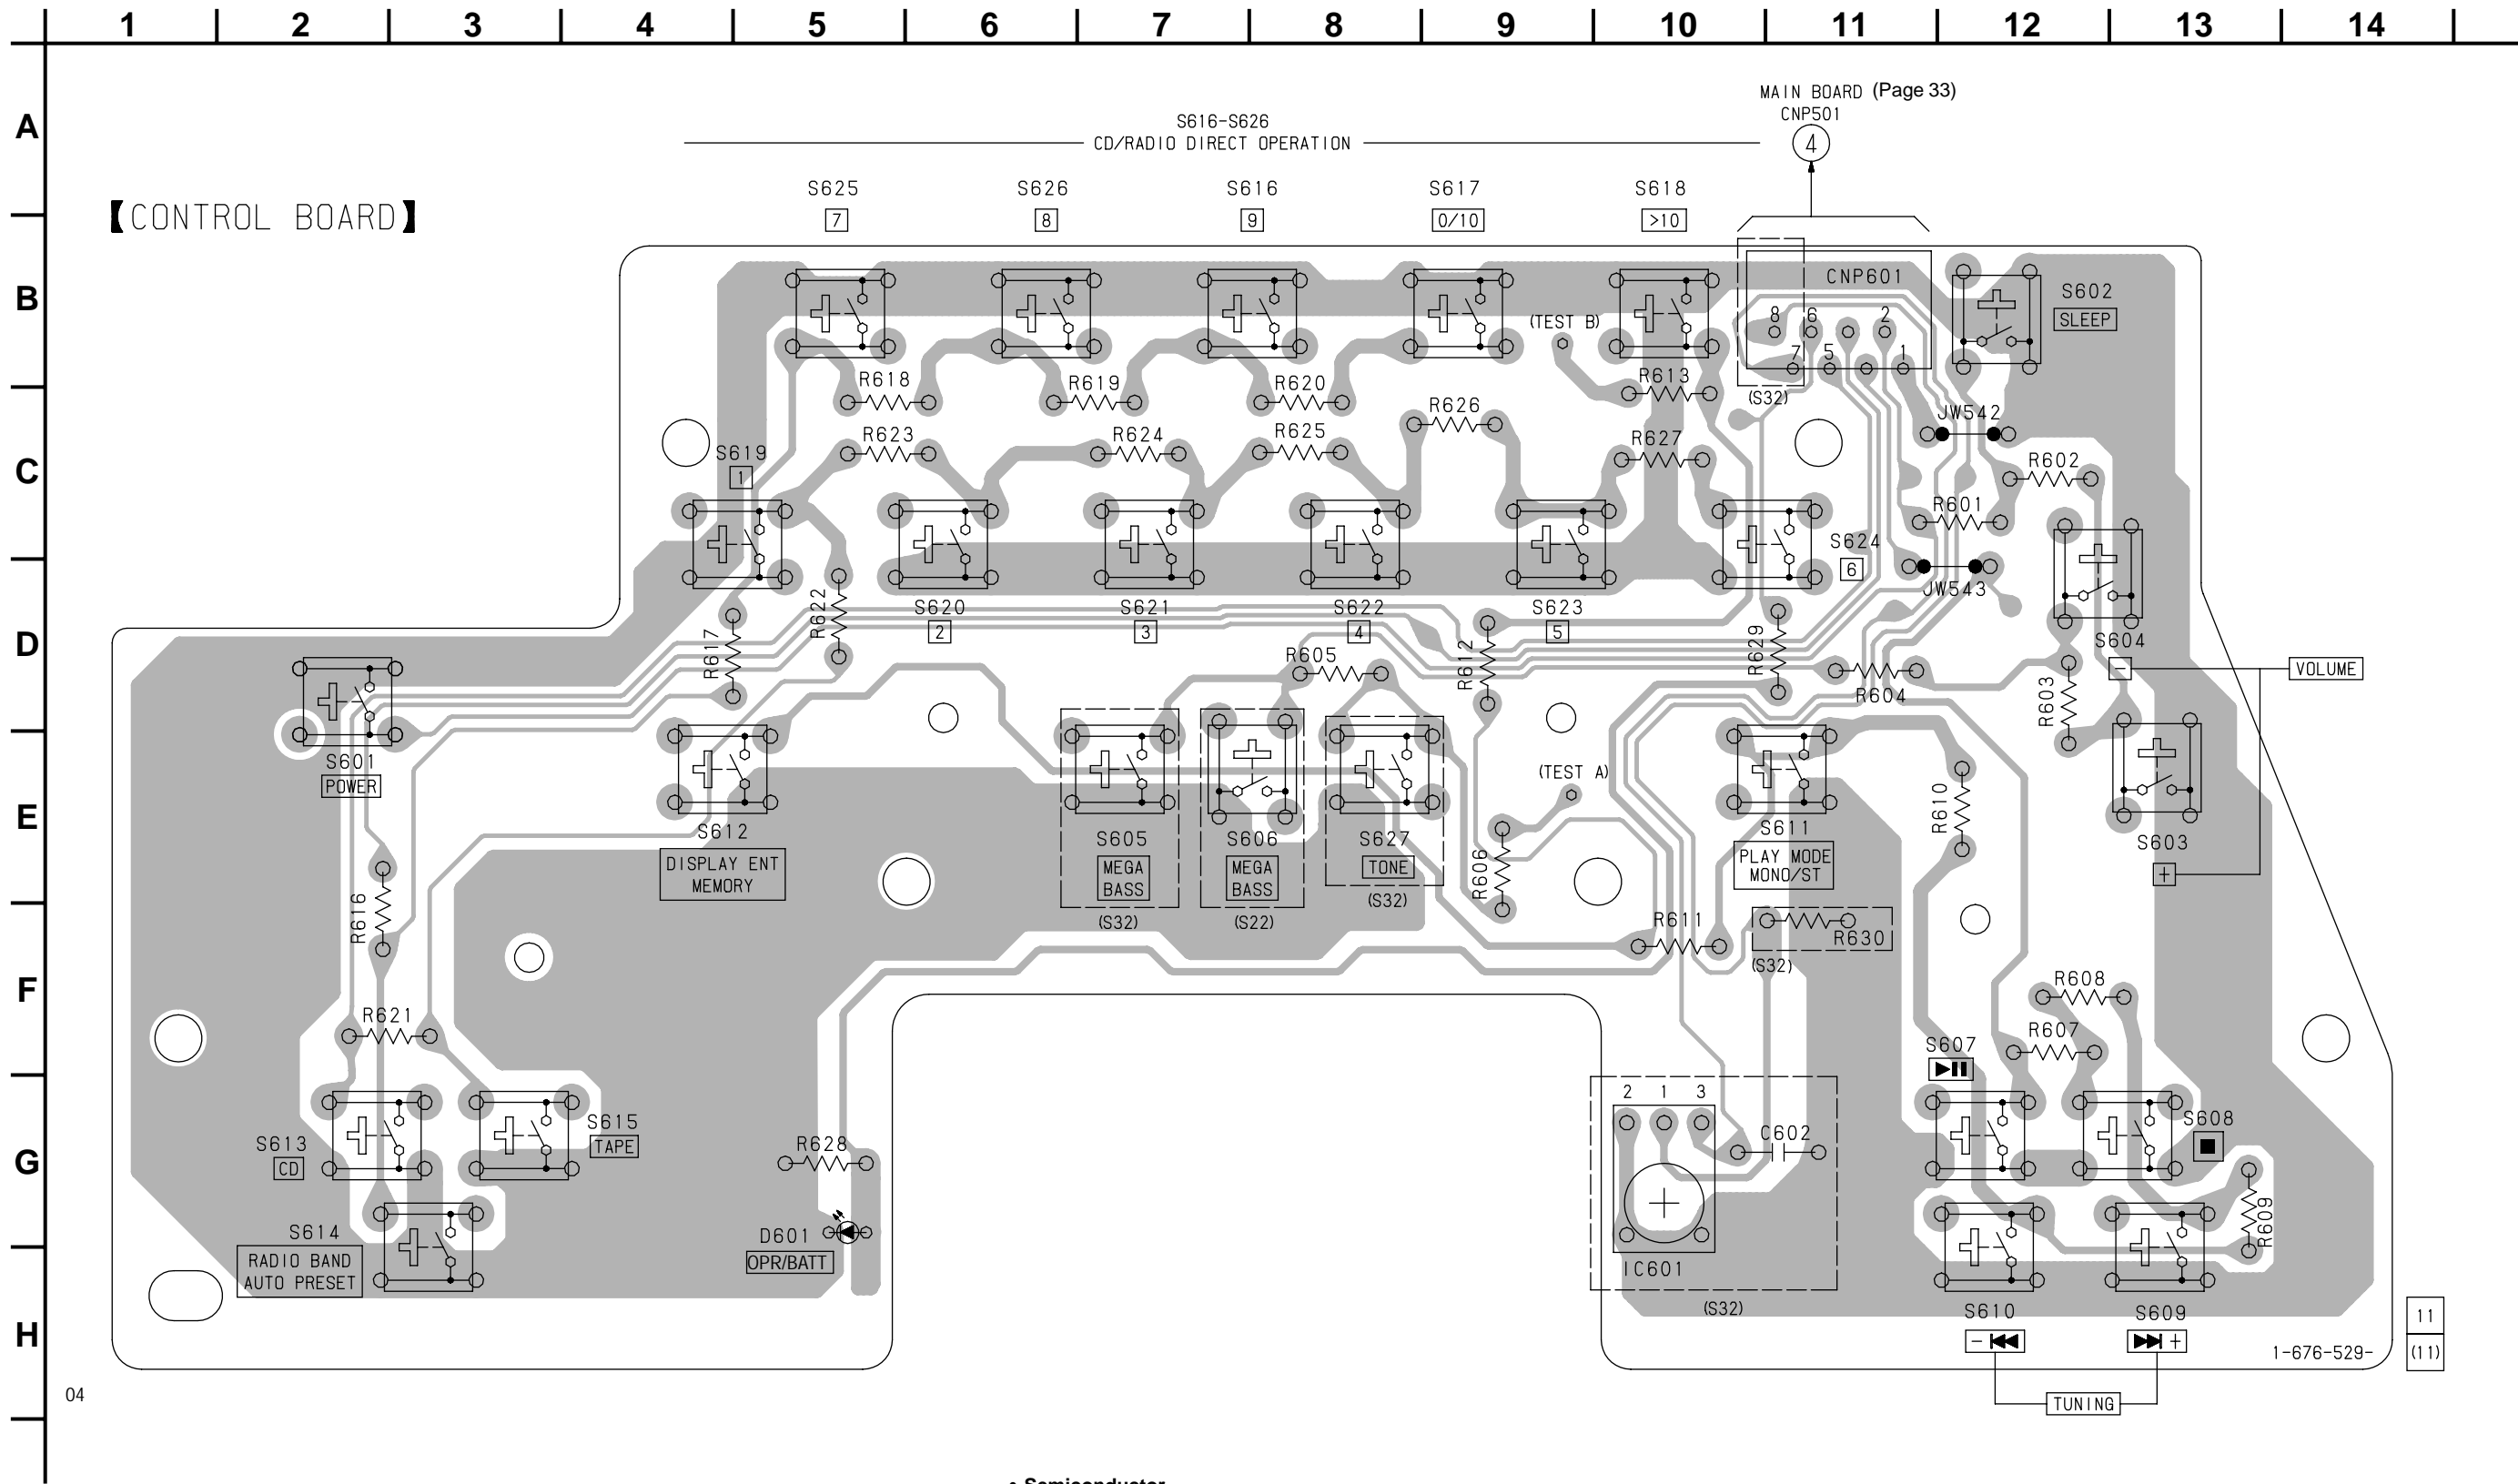 1 2 3 4 5 6 7 8 9 10 11 12 13 14
A
B
C
D
E
F
G
H
MAIN BOARD (Page 33)
CNP501
4
S616-S626
CD/RADIO DIRECT OPERATION
【CONTROL BOARD】
S625 S626 S616 S617 S618
7 8 9 0/10 >10
CNP601
S602
SLEEP
8 6 2
7 5 1
(TEST B)
R618 R619 R620 R613
(S32)
R626
JW542
R623 R624 R625 R627
S619
1
R602
R601
S624
6
JW543
R622
S620 S621 S622 S623
2 3 4 5
R617
R605
R612
R629
R604
R603
S604
-
VOLUME
S601
POWER
(TEST A)
S612
DISPLAY ENT
MEMORY
S605 S606 S627
MEGA
BASS
MEGA
BASS
TONE
(S32) (S22) (S32)
R606
S611
PLAY MODE
MONO/ST
R610
S603
+
R616
R611
R630
(S32)
R621
R608
R607
S607
▶❚❚
2 1 3
S613
CD
S615
TAPE
R628
C602
S608
■
S614
RADIO BAND
AUTO PRESET
D601
OPR/BATT
R609
IC601
(S32)
S610 S609
- |◀◀ ▶▶| +
TUNING
1-676-529-
11
(11)
04
• Semiconductor